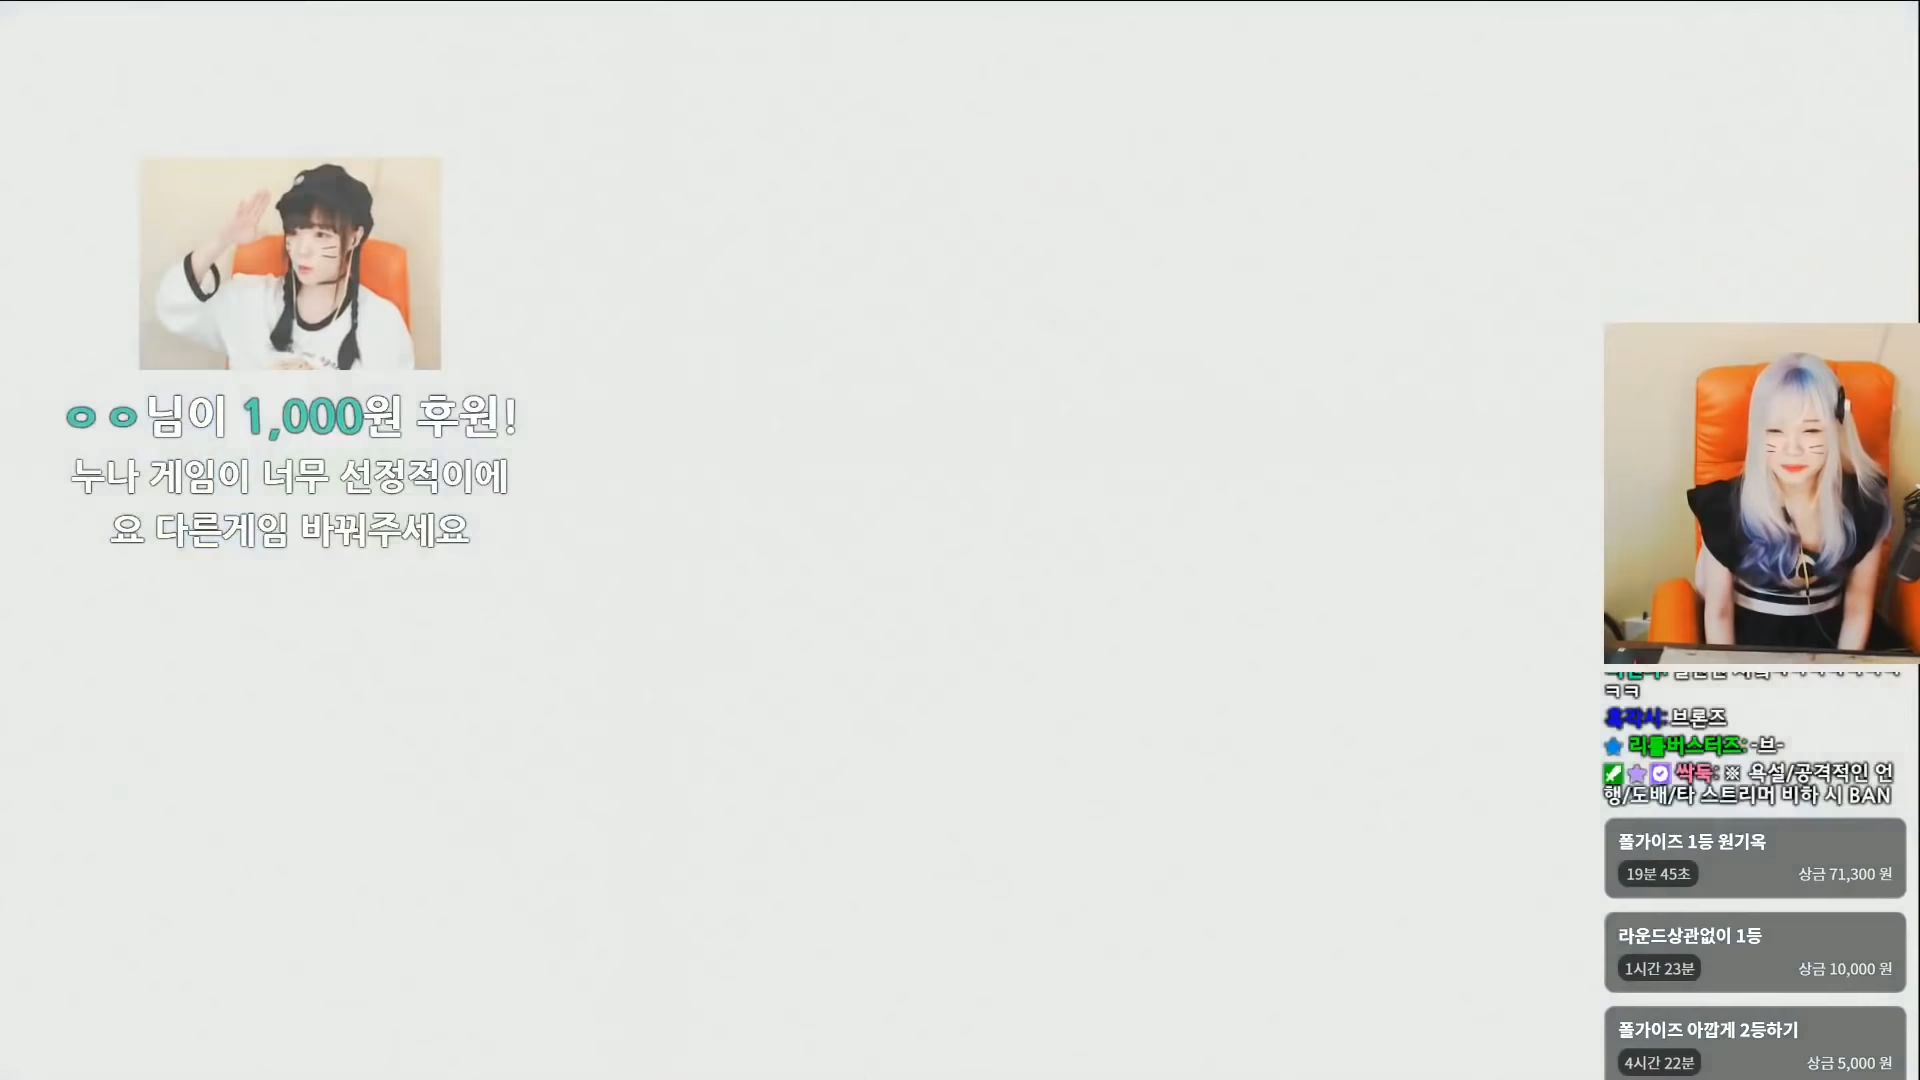 ㅇㅇ님이 1,000원 후원!
누나 게임이 너무 선정적이에
요 다른게임 바꿔주세요
ㅋㅋ
흑각시: 브론즈
리틀버스터즈: -브-
싹둑: ※ 욕설/공격적인 언
행/도배/타 스트리머 비하 시 BAN
폴가이즈 1등 원기옥
19분 45초 상금 71,300 원
라운드상관없이 1등
1시간 23분 상금 10,000 원
폴가이즈 아깝게 2등하기
4시간 22분 상금 5,000 원